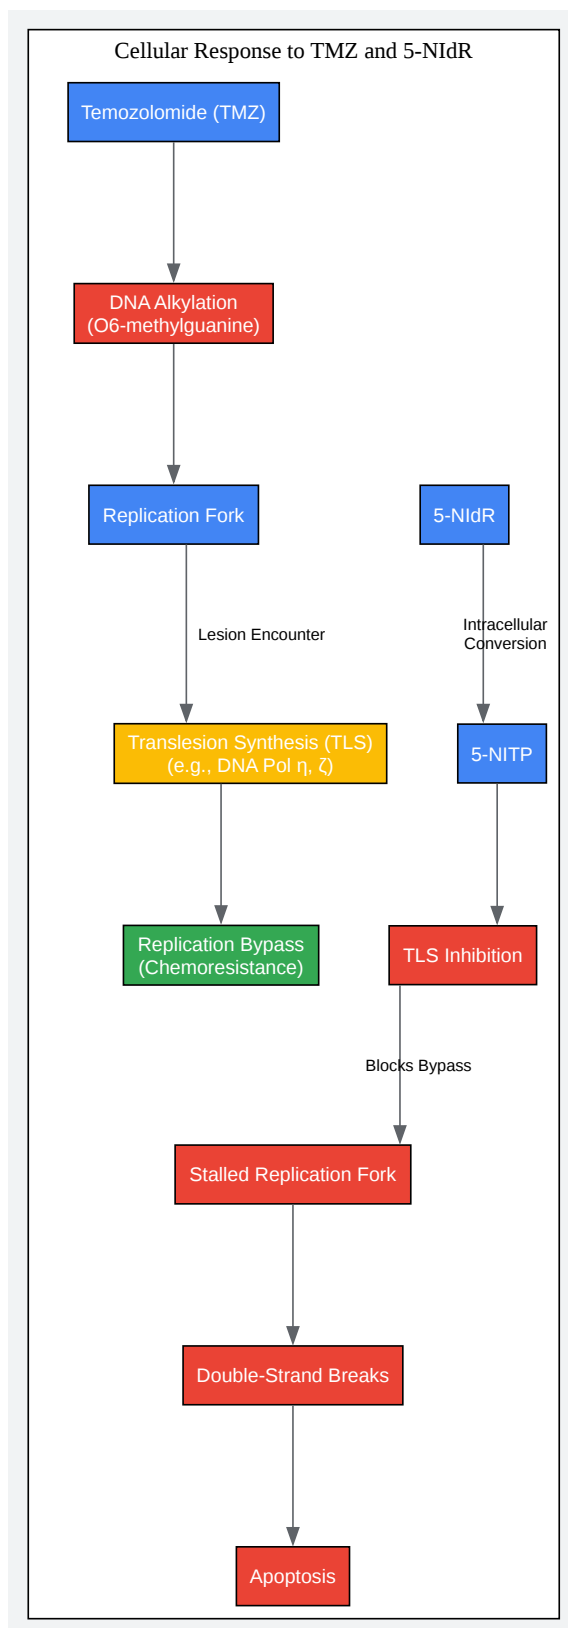 Cellular Response to TMZ and 5-NIdR
Temozolomide (TMZ)
DNA Alkylation
(O6-methylguanine)
Replication Fork
5-NIdR
Lesion Encounter
Intracellular
Conversion
Translesion Synthesis (TLS)
(e.g., DNA Pol η, ζ)
5-NITP
Replication Bypass
(Chemoresistance)
TLS Inhibition
Blocks Bypass
Stalled Replication Fork
Double-Strand Breaks
Apoptosis